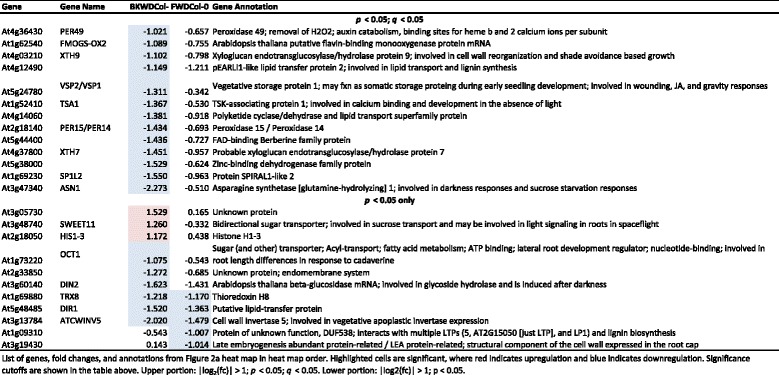 Gene Gene Name BKWDCol- FWDCol-0 Gene Annotation
p < 0.05; q < 0.05
At4g36430 PER49 -1.021 -0.657 Peroxidase 49; removal of H2O2; auxin catabolism, binding sites for heme b and 2 calcium ions per subunit
At1g62540 FMOGS-OX2 -1.089 -0.755 Arabidopsis thaliana putative flavin-binding monooxygenase protein mRNA
At4g03210 XTH9 -1.102 -0.798 Xyloglucan endotransglucosylase/hydrolase protein 9; involved in cell wall reorganization and shade avoidance based growth
At4g12490 -1.149 -1.211 pEARLI1-like lipid transfer protein 2; involved in lipid transport and lignin synthesis
VSP2/VSP1 Vegetative storage protein 1; may fxn as somatic storage proteins during early seedling development; involved in wounding, JA, and gravity
At5g24780 -1.311 -0.342 responses
At1g52410 TSA1 -1.367 -0.530 TSK-associating protein 1; involved in calcium binding and development in the absence of light
At4g14060 -1.381 -0.918 Polyketide cyclase/dehydrase and lipid transport superfamily protein
At2g18140 PER15/PER14 -1.434 -0.693 Peroxidase 15 / Peroxidase 14
At5g44400 -1.436 -0.727 FAD-binding Berberine family protein
At4g37800 XTH7 -1.451 -0.957 Probable xyloglucan endotransglucosylase/hydrolase protein 7
At5g38000 -1.529 -0.624 Zinc-binding dehydrogenase family protein
At1g69230 SP1L2 -1.550 -0.963 Protein SPIRAL1-like 2
At3g47340 ASN1 -2.273 -0.510 Asparagine synthetase [glutamine-hydrolyzing] 1; involved in darkness responses and sucrose starvation responses
p < 0.05 only
At3g05730 1.529 0.165 Unknown protein
At3g48740 SWEET11 1.260 -0.332 Bidirectional sugar transporter; involved in sucrose transport and may be involved in light signaling in roots in spaceflight
At2g18050 HIS1-3 1.172 0.438 Histone H1-3
OCT1 Sugar (and other) transporter; Acyl-transport; fatty acid metabolism; ATP binding; lateral root development regulator; nucleotide-binding; involved in
At1g73220 -1.075 -0.543 root length differences in response to cadaverine
At2g33850 -1.272 -0.685 Unknown protein; endomembrane system
At3g60140 DIN2 -1.623 -1.431 Arabidopsis thaliana beta-glucosidase mRNA; involved in glycoside hydrolase and is induced after darkness
At1g69880 TRX8 -1.218 -1.170 Thioredoxin H8
At5g48485 DIR1 -1.520 -1.363 Putative lipid-transfer protein
At3g13784 ATCWINV5 -2.020 -1.479 Cell wall invertase 5; involved in vegetative apoplastic invertase expression
At1g09310 -0.543 -1.007 Protein of unknown function, DUF538; interacts with multiple LTPs (5, AT2G15050 [just LTP], and LP1) and lignin biosynthesis
At3g19430 0.143 -1.014 Late embryogenesis abundant protein-related / LEA protein-related; structural component of the cell wall expressed in the root cap
List of genes, fold changes, and annotations from Figure 2a heat map in heat map order. Highlighted cells are significant, where red indicates upregulation and blue indicates downregulation. Significance
cutoffs are shown in the table above. Upper portion: |log₂(fc)| > 1; p < 0.05; q < 0.05. Lower portion: |log2(fc)| > 1; p < 0.05.